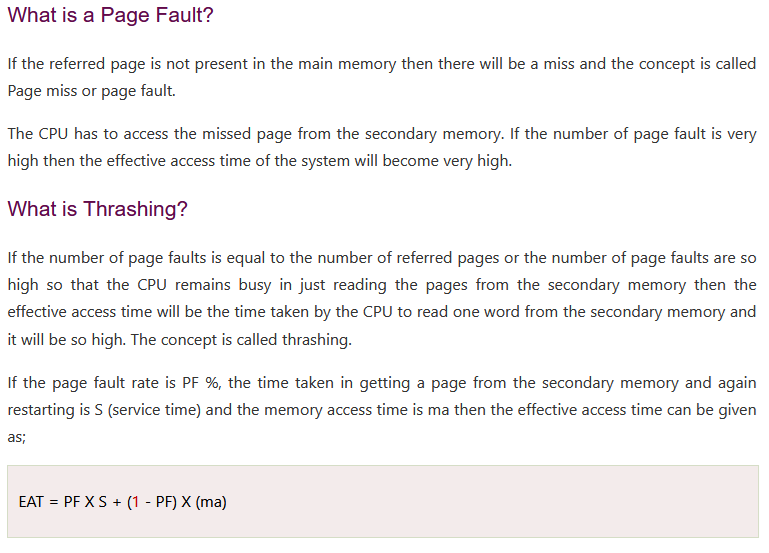 What is a Page Fault?
If the referred page is not present in the main memory then there will be a miss and the concept is called
Page miss or page fault.
The CPU has to access the missed page from the secondary memory. If the number of page fault is very
high then the effective access time of the system will become very high.
What is Thrashing?
If the number of page faults is equal to the number of referred pages or the number of page faults are so
high so that the CPU remains busy in just reading the pages from the secondary memory then the
effective access time will be the time taken by the CPU to read one word from the secondary memory and
it will be so high. The concept is called thrashing.
If the page fault rate is PF %, the time taken in getting a page from the secondary memory and again
restarting is S (service time) and the memory access time is ma then the effective access time can be given
as;
EAT = PF X S + (1 - PF) X (ma)